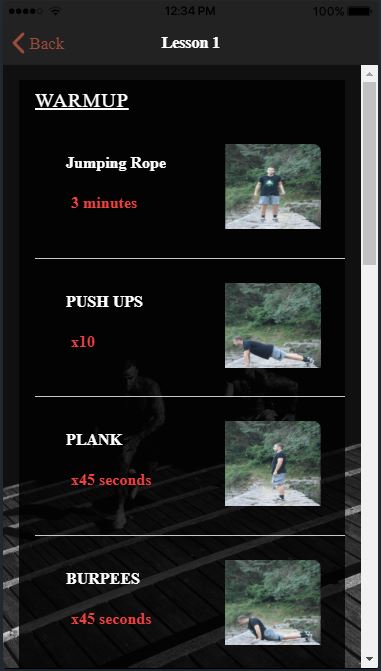 12:34 PM
100%
Back
Lesson 1
WARMUP
Jumping Rope
3 minutes
PUSH UPS
x10
PLANK
x45 seconds
BURPEES
x45 seconds